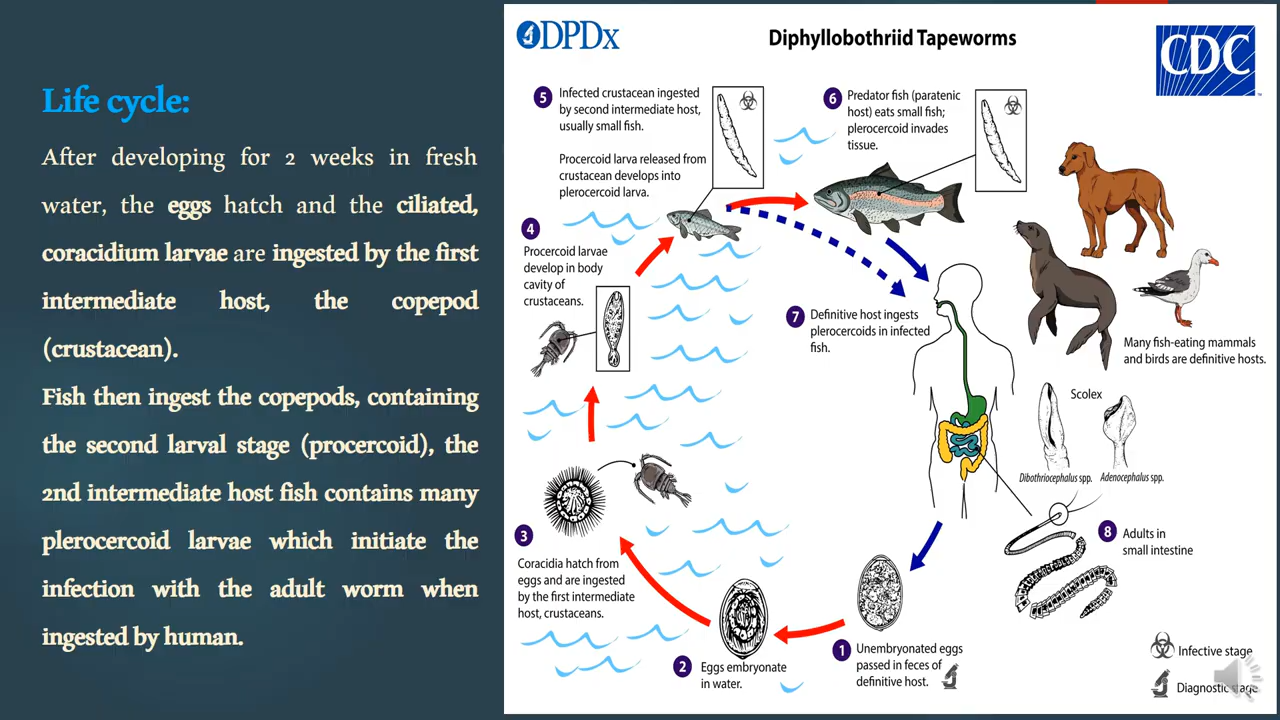 Life cycle:
After developing for 2 weeks in fresh
water, the eggs hatch and the ciliated,
coracidium larvae are ingested by the first
intermediate host, the copepod
(crustacean).
Fish then ingest the copepods, containing
the second larval stage (procercoid), the
2nd intermediate host fish contains many
plerocercoid larvae which initiate the
infection with the adult worm when
ingested by human.
DPDx
Diphyllobothriid Tapeworms
CDC
5
Infected crustacean ingested
by second intermediate host,
usually small fish.
Procercoid larva released from
crustacean develops into
plerocercoid larva.
6
Predator fish (paratenic
host) eats small fish;
plerocercoid invades
tissue.
4
Procercoid larvae
develop in body
cavity of
crustaceans.
7
Definitive host ingests
plerocercoids in infected
fish.
Many fish-eating mammals
and birds are definitive hosts.
Scolex
Dibothriocephalus spp.
Adenocephalus spp.
3
Coracidia hatch from
eggs and are ingested
by the first intermediate
host, crustaceans.
8
Adults in
small intestine
2
Eggs embryonate
in water.
1
Unembryonated eggs
passed in feces of
definitive host.
Infective stage
Diagnostic stage